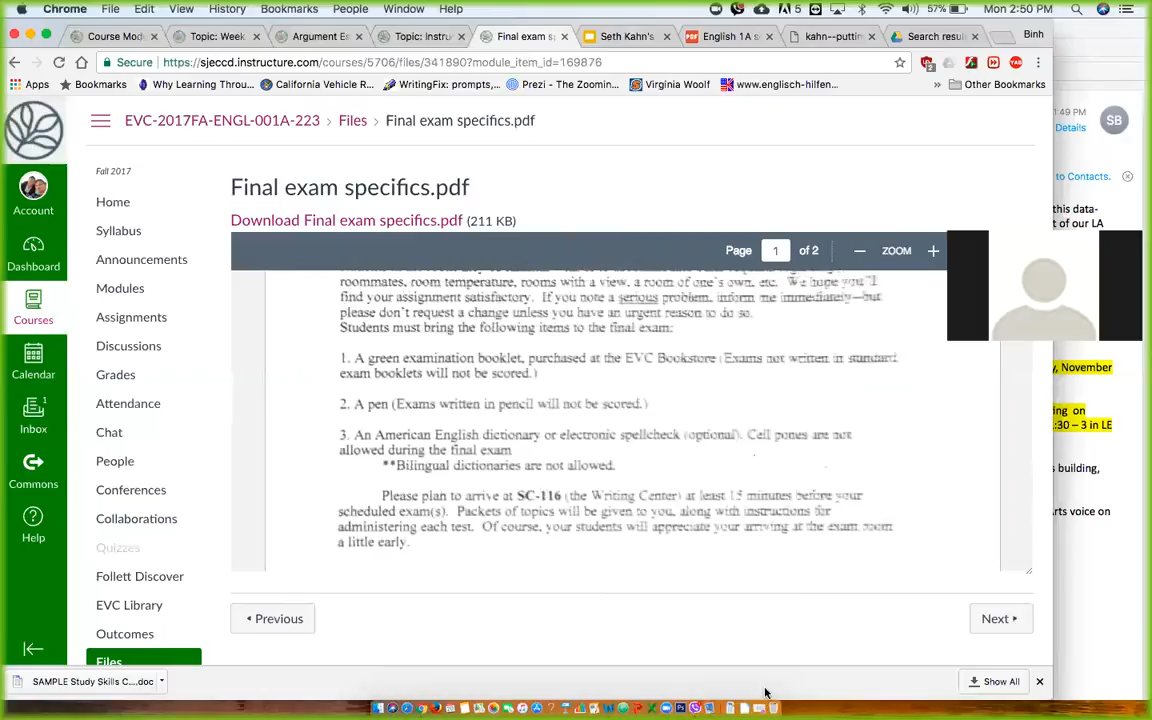 Chrome File Edit View History Bookmarks People Window Help 5 57% Mon 2:50 PM
Course Mod Topic: Week Argument Es Topic: Instru Final exam s Seth Kahn's English 1A s kahn--puttin Search resul Binh
Secure https://sjeccd.instructure.com/courses/5706/files/341890?module_item_id=169876
Apps Bookmarks Why Learning Throu... California Vehicle R... WritingFix: prompts,... Prezi - The Zoomin... Virginia Woolf www.englisch-hilfen... » Other Bookmarks
EVC-2017FA-ENGL-001A-223 › Files › Final exam specifics.pdf
1:49 PM
Details
SB
to Contacts.
this data-
t of our LA
y, November
ing on
:30 – 3 in LE
s building,
rts voice on
Account
Dashboard
Courses
Calendar
1
Inbox
Commons
Help
Fall 2017
Home
Syllabus
Announcements
Modules
Assignments
Discussions
Grades
Attendance
Chat
People
Conferences
Collaborations
Quizzes
Follett Discover
EVC Library
Outcomes
Files
Final exam specifics.pdf
Download Final exam specifics.pdf (211 KB)
Page 1 of 2 — ZOOM +
roommates, room temperature, rooms with a view, a room of one's own, etc. We hope you'll
find your assignment satisfactory. If you note a serious problem, inform me immediately—but
please don't request a change unless you have an urgent reason to do so.
Students must bring the following items to the final exam:
1. A green examination booklet, purchased at the EVC Bookstore (Exams not written in standard
exam booklets will not be scored.)
2. A pen (Exams written in pencil will not be scored.)
3. An American English dictionary or electronic spellcheck (optional). Cell pones are not
allowed during the final exam
**Bilingual dictionaries are not allowed.
Please plan to arrive at SC-116 (the Writing Center) at least 15 minutes before your
scheduled exam(s). Packets of topics will be given to you, along with instructions for
administering each test. Of course, your students will appreciate your arriving at the exam room
a little early.
Previous
Next
SAMPLE Study Skills C....doc
Show All